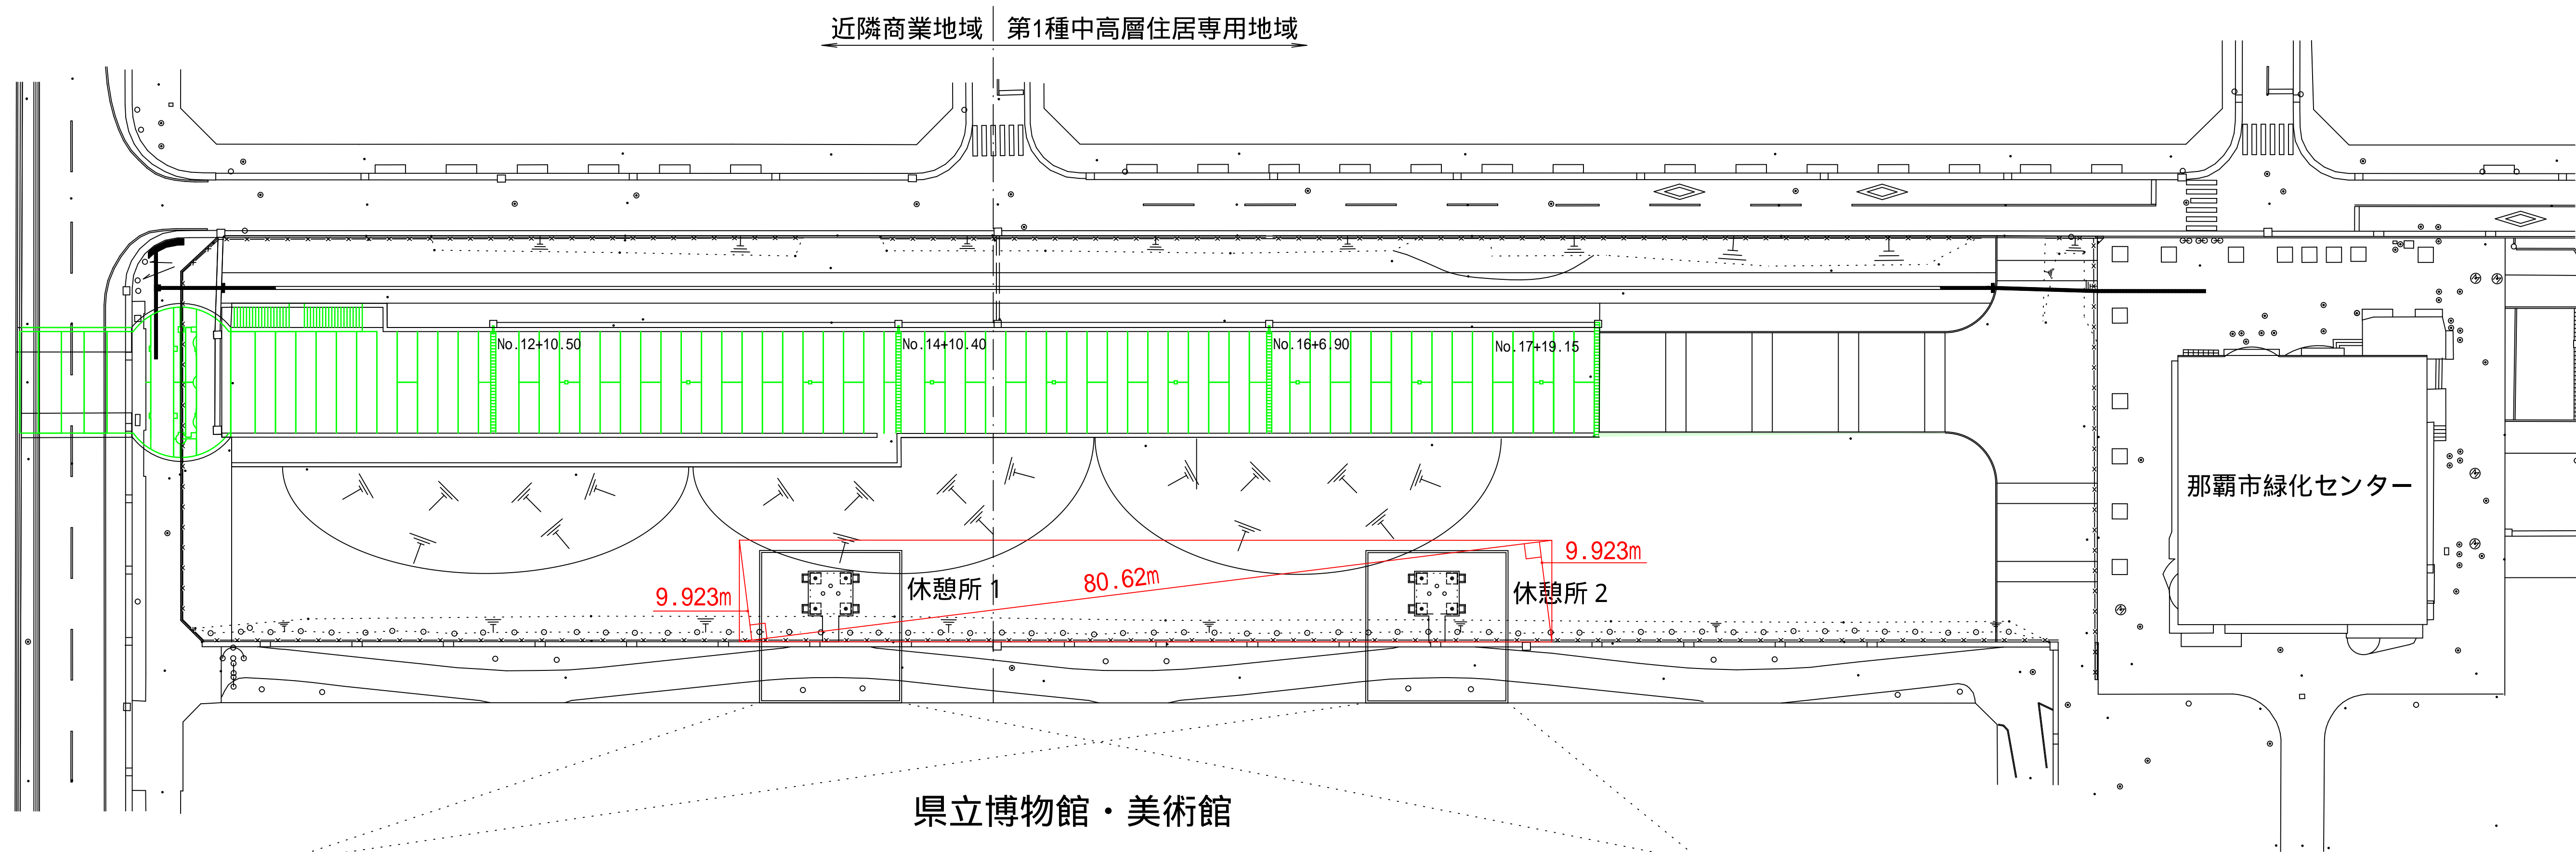 近隣商業地域
第1種中高層住居専用地域
No.12+10.50
No.14+10.40
No.16+6.90
No.17+19.15
那覇市緑化センター
9.923m
80.62m
9.923m
休憩所 1
休憩所 2
県立博物館・美術館